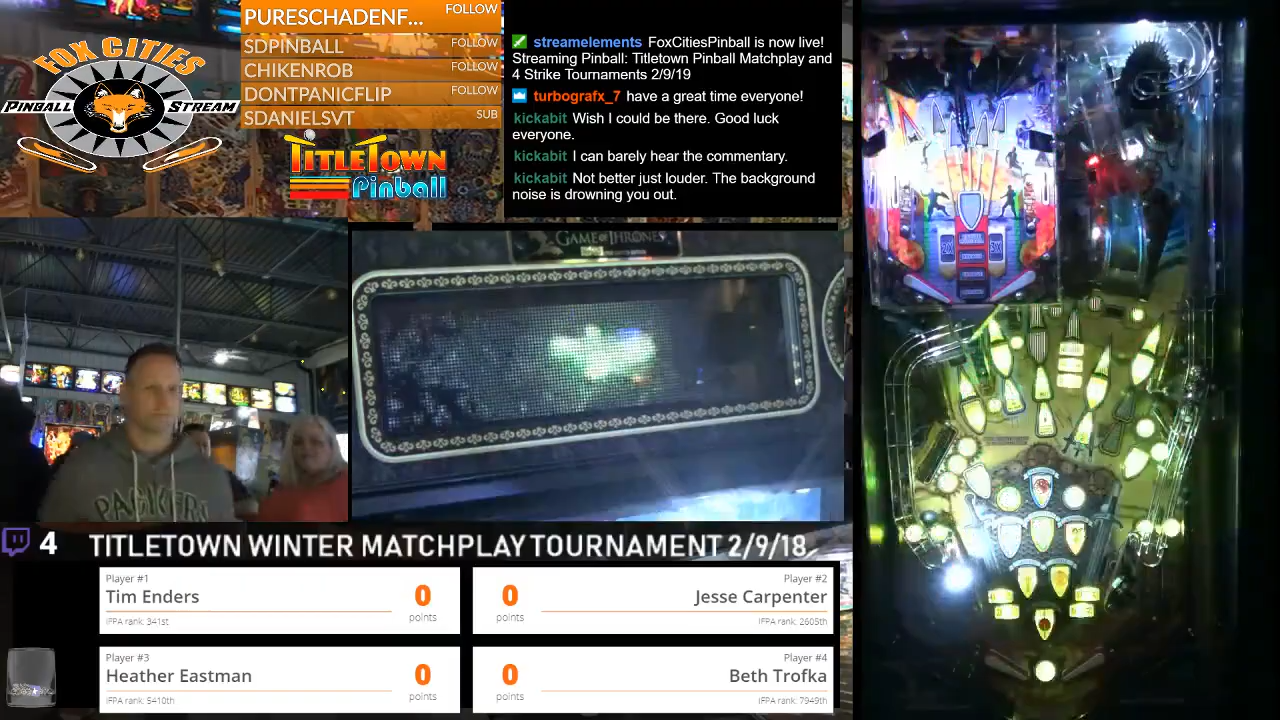 FOX CITIES
PINBALL STREAM
PURESCHADENF... FOLLOW
SDPINBALL FOLLOW
CHIKENROB FOLLOW
DONTPANICFLIP FOLLOW
SDANIELSVT SUB
TITLETOWN
Pinball
streamelements FoxCitiesPinball is now live!
Streaming Pinball: Titletown Pinball Matchplay and
4 Strike Tournaments 2/9/19
turbografx_7 have a great time everyone!
kickabit Wish I could be there. Good luck
everyone.
kickabit I can barely hear the commentary.
kickabit Not better just louder. The background
noise is drowning you out.
GAME OF THRONES
PACKERS
2X 3X
4 TITLETOWN WINTER MATCHPLAY TOURNAMENT 2/9/18
Player #1
Tim Enders
IFPA rank: 341st
0
points
Player #2
Jesse Carpenter
IFPA rank: 2605th
0
points
Player #3
Heather Eastman
IFPA rank: 5410th
0
points
Player #4
Beth Trofka
IFPA rank: 7949th
0
points